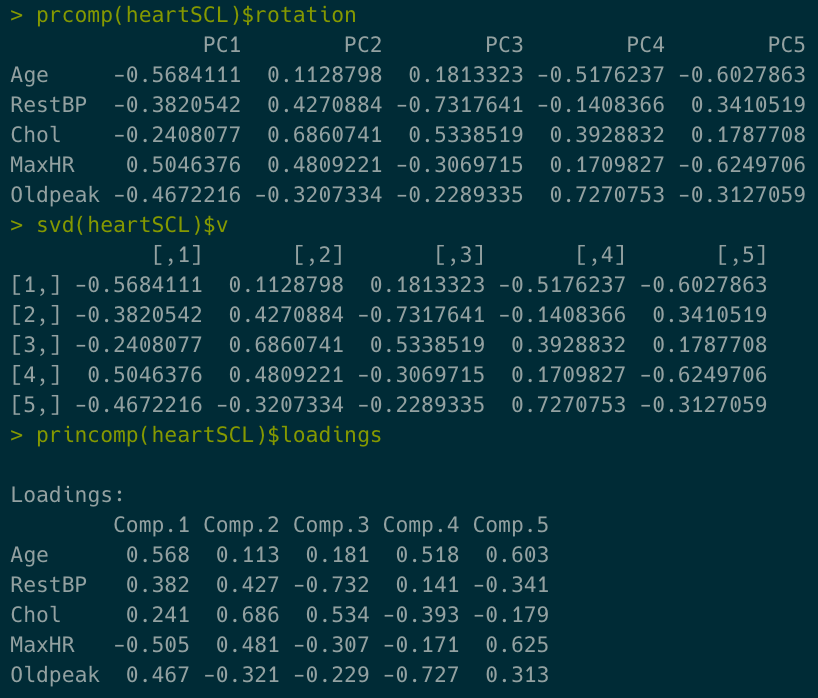 > prcomp(heartSCL)$rotation
               PC1        PC2        PC3        PC4        PC5
Age     -0.5684111  0.1128798  0.1813323 -0.5176237 -0.6027863
RestBP  -0.3820542  0.4270884 -0.7317641 -0.1408366  0.3410519
Chol    -0.2408077  0.6860741  0.5338519  0.3928832  0.1787708
MaxHR    0.5046376  0.4809221 -0.3069715  0.1709827 -0.6249706
Oldpeak -0.4672216 -0.3207334 -0.2289335  0.7270753 -0.3127059
> svd(heartSCL)$v
           [,1]       [,2]       [,3]       [,4]       [,5]
[1,] -0.5684111  0.1128798  0.1813323 -0.5176237 -0.6027863
[2,] -0.3820542  0.4270884 -0.7317641 -0.1408366  0.3410519
[3,] -0.2408077  0.6860741  0.5338519  0.3928832  0.1787708
[4,]  0.5046376  0.4809221 -0.3069715  0.1709827 -0.6249706
[5,] -0.4672216 -0.3207334 -0.2289335  0.7270753 -0.3127059
> princomp(heartSCL)$loadings

Loadings:
        Comp.1 Comp.2 Comp.3 Comp.4 Comp.5
Age      0.568  0.113  0.181  0.518  0.603
RestBP   0.382  0.427 -0.732  0.141 -0.341
Chol     0.241  0.686  0.534 -0.393 -0.179
MaxHR   -0.505  0.481 -0.307 -0.171  0.625
Oldpeak  0.467 -0.321 -0.229 -0.727  0.313